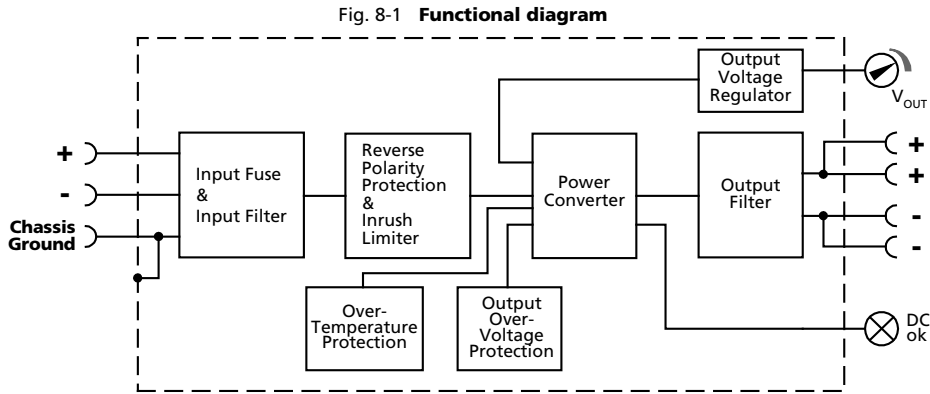 Fig. 8-1 Functional diagram
Output
Voltage
Regulator
VOUT
+
-
Chassis
Ground
Input Fuse
&
Input Filter
Reverse
Polarity
Protection
&
Inrush
Limiter
Power
Converter
Output
Filter
+
+
-
-
Over-
Temperature
Protection
Output
Over-
Voltage
Protection
DC
ok